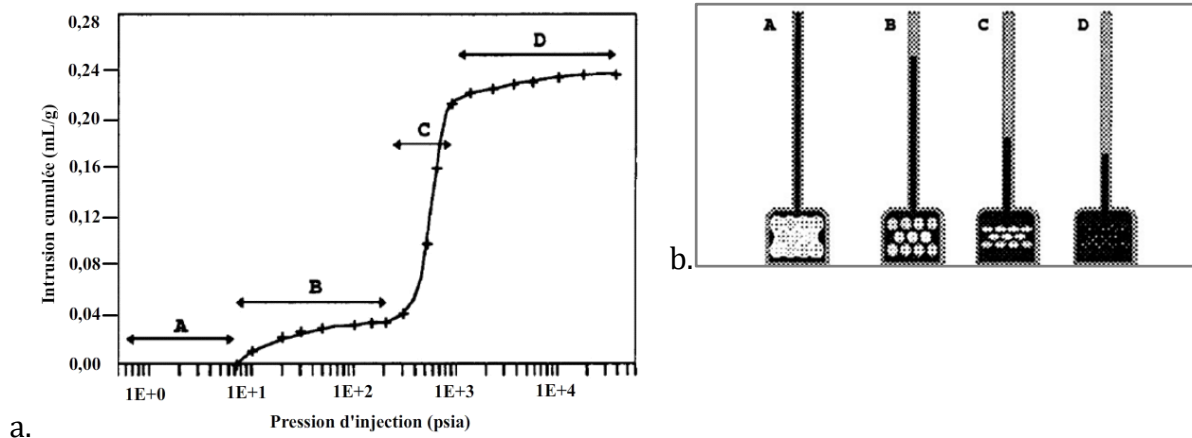 0,28
0,24
0,20
0,16
0,12
0,08
0,04
0,00
Intrusion cumulée (mL/g)
A
B
C
D
1E+0 1E+1 1E+2 1E+3 1E+4
Pression d'injection (psia)
a.
A B C D
b.